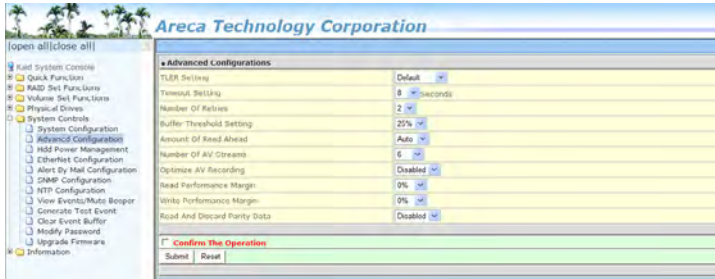 Areca Technology Corporation
|open all||close all|
Raid System Console
Quick Function
RAID Set Functions
Volume Set Functions
Physical Drives
System Controls
System Configuration
Advanced Configuration
Hdd Power Management
EtherNet Configuration
Alert By Mail Configuration
SNMP Configuration
NTP Configuration
View Events/Mute Beeper
Generate Test Event
Clear Event Buffer
Modify Password
Upgrade Firmware
Information
Advanced Configurations
TLER Setting Default
Timeout Setting 8 Seconds
Number Of Retries 2
Buffer Threshold Setting 25%
Amount Of Read Ahead Auto
Number Of AV Streams 6
Optimize AV Recording Disabled
Read Performance Margin 0%
Write Performance Margin 0%
Read And Discard Parity Data Disabled
Confirm The Operation
Submit Reset